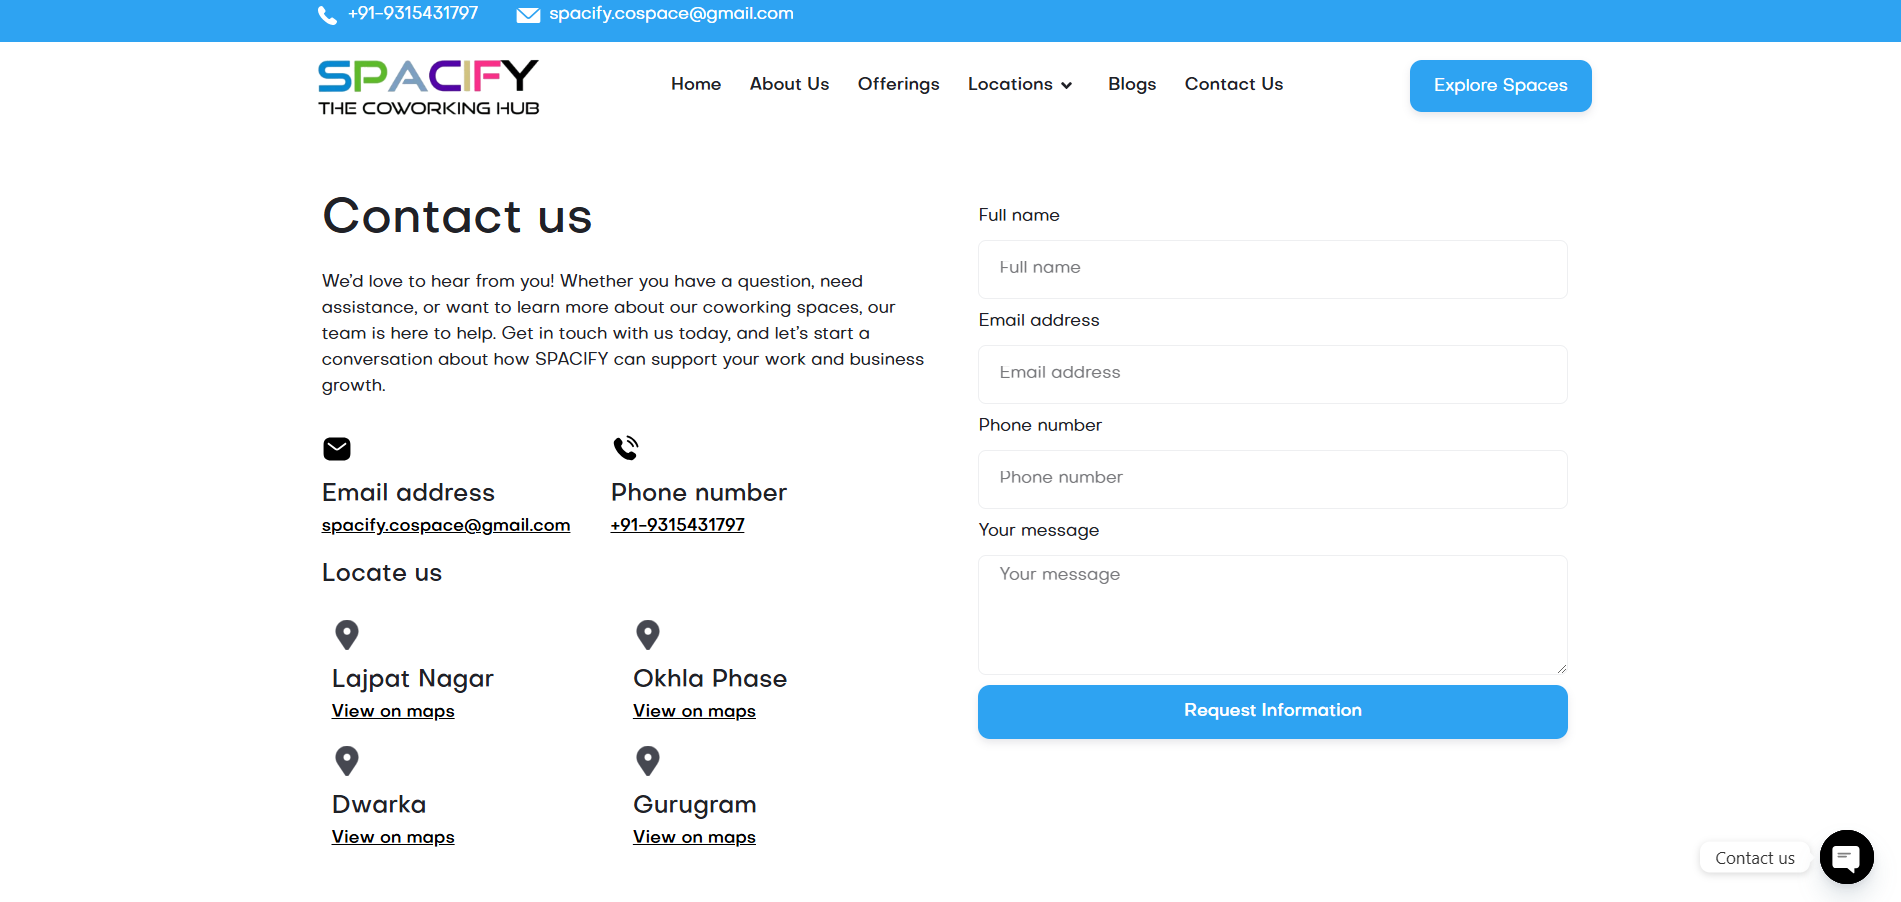 +91-9315431797 spacify.cospace@gmail.com
SPACIFY
THE COWORKING HUB
Home About Us Offerings Locations Blogs Contact Us Explore Spaces
Contact us
We'd love to hear from you! Whether you have a question, need
assistance, or want to learn more about our coworking spaces, our
team is here to help. Get in touch with us today, and let's start a
conversation about how SPACIFY can support your work and business
growth.
Email address
spacify.cospace@gmail.com
Phone number
+91-9315431797
Locate us
Lajpat Nagar
View on maps
Okhla Phase
View on maps
Dwarka
View on maps
Gurugram
View on maps
Full name
Full name
Email address
Email address
Phone number
Phone number
Your message
Your message
Request Information
Contact us